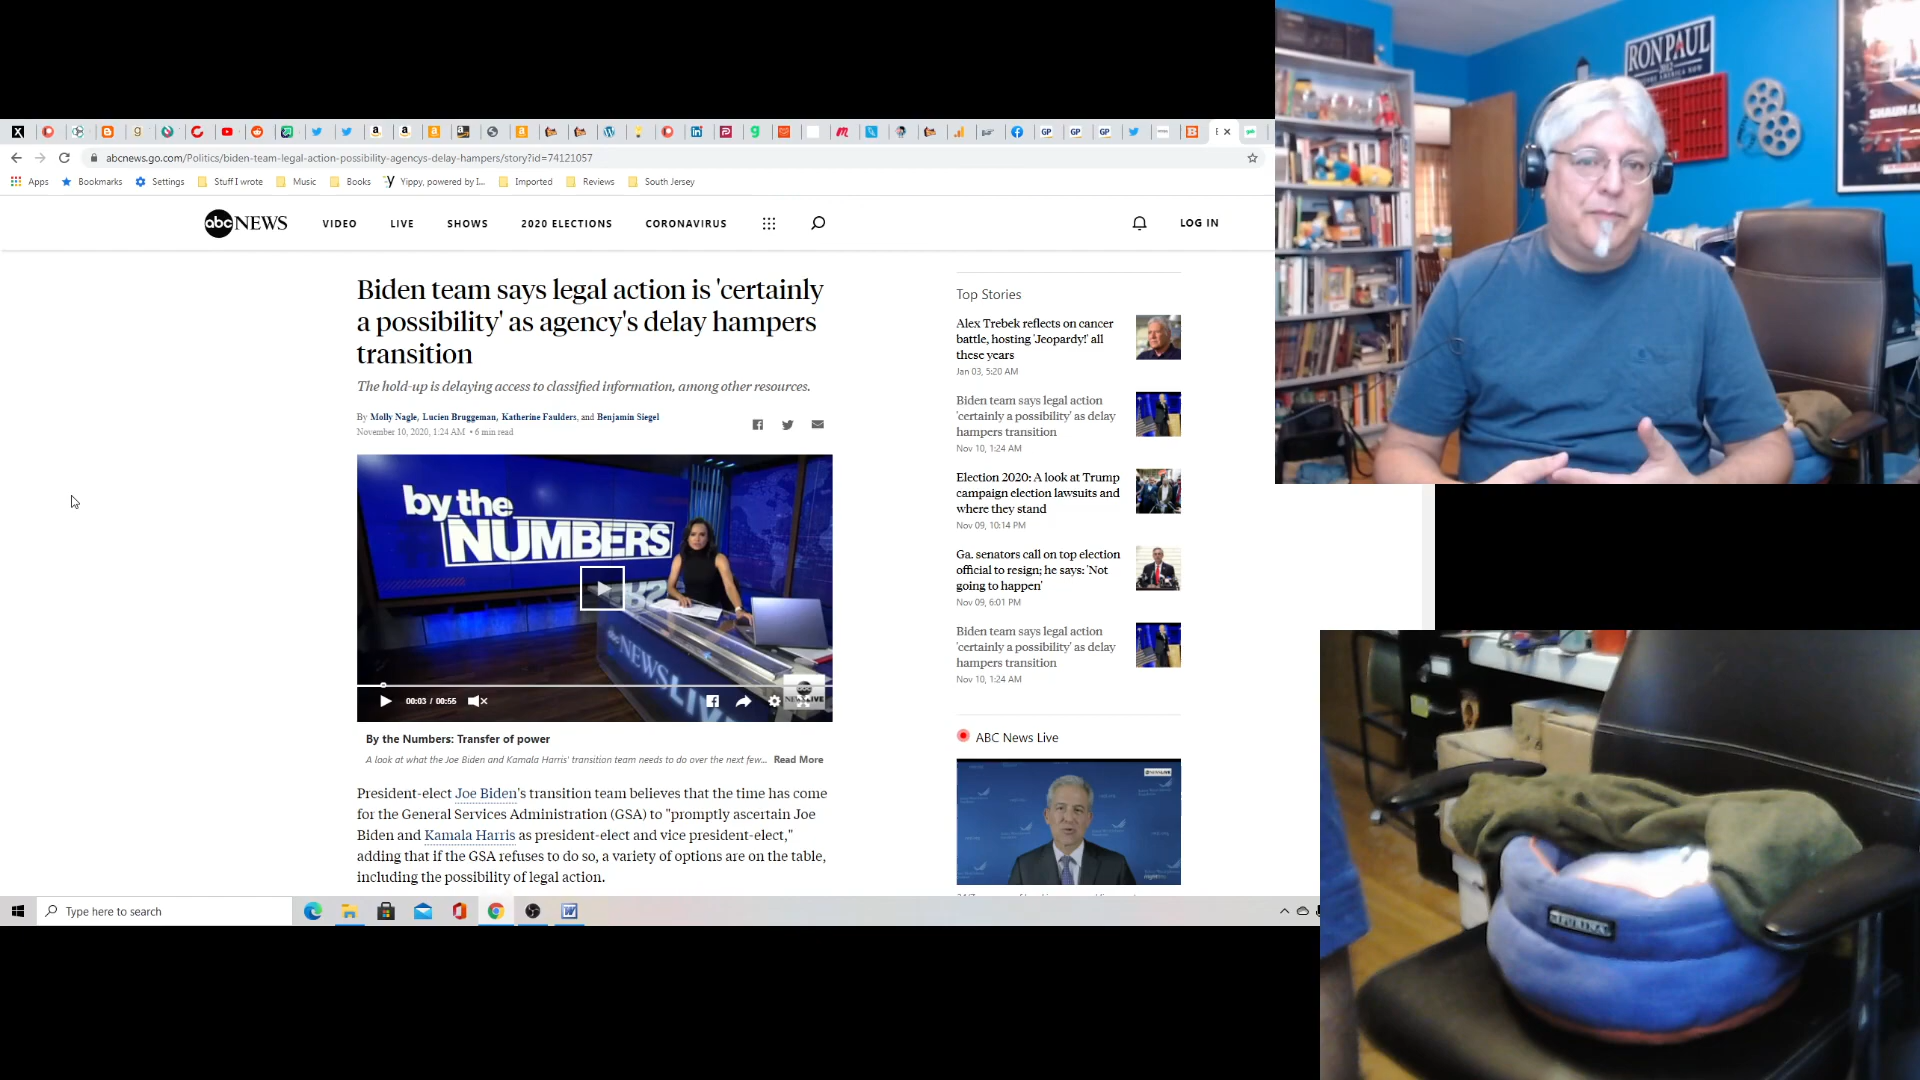 abcnews.go.com/Politics/biden-team-legal-action-possibility-agencys-delay-hampers/story?id=74121057
Apps Bookmarks Settings Stuff I wrote Music Books Yippy, powered by I... Imported Reviews South Jersey
abc NEWS VIDEO LIVE SHOWS 2020 ELECTIONS CORONAVIRUS LOG IN
Biden team says legal action is 'certainly
a possibility' as agency's delay hampers
transition
The hold-up is delaying access to classified information, among other resources.
By Molly Nagle, Lucien Bruggeman, Katherine Faulders, and Benjamin Siegel
November 10, 2020, 1:24 AM • 6 min read
by the
NUMBERS
abc NEWS LIVE
00:03 / 00:55
By the Numbers: Transfer of power
A look at what the Joe Biden and Kamala Harris' transition team needs to do over the next few... Read More
President-elect Joe Biden's transition team believes that the time has come
for the General Services Administration (GSA) to "promptly ascertain Joe
Biden and Kamala Harris as president-elect and vice president-elect,"
adding that if the GSA refuses to do so, a variety of options are on the table,
including the possibility of legal action.
Top Stories
Alex Trebek reflects on cancer
battle, hosting 'Jeopardy!' all
these years
Jan 03, 5:20 AM
Biden team says legal action
'certainly a possibility' as delay
hampers transition
Nov 10, 1:24 AM
Election 2020: A look at Trump
campaign election lawsuits and
where they stand
Nov 09, 10:14 PM
Ga. senators call on top election
official to resign; he says: 'Not
going to happen'
Nov 09, 6:01 PM
Biden team says legal action
'certainly a possibility' as delay
hampers transition
Nov 10, 1:24 AM
ABC News Live
Type here to search
RON PAUL